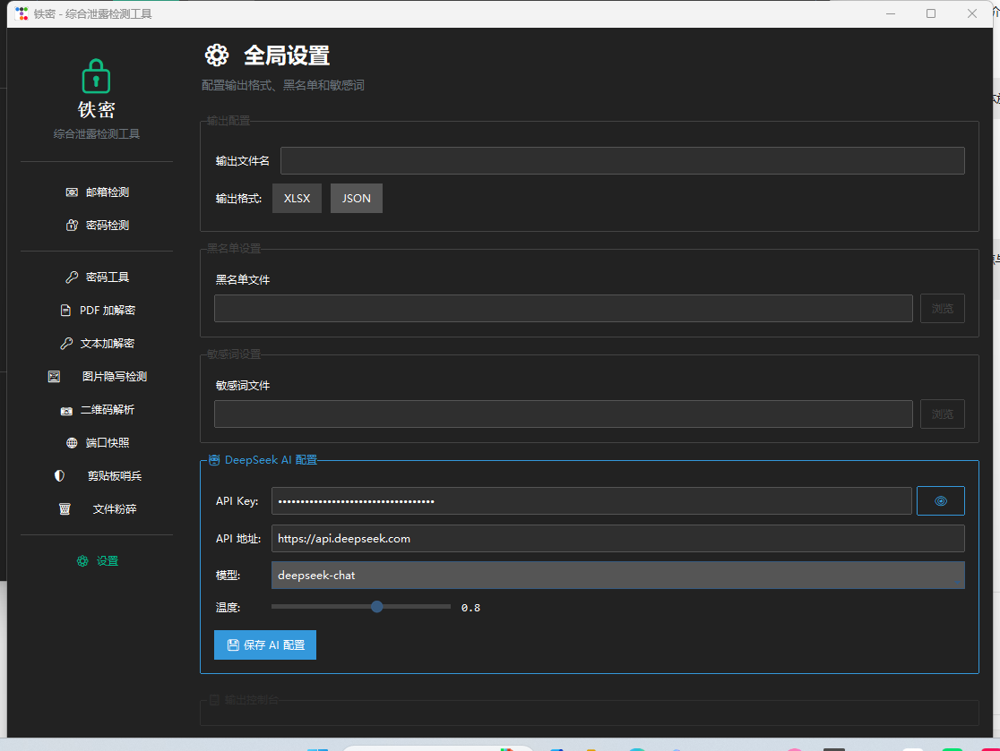 铁密 - 综合泄露检测工具
铁密
综合泄露检测工具
邮箱检测
密码检测
密码工具
PDF 加解密
文本加解密
图片隐写检测
二维码解析
端口快照
剪贴板哨兵
文件粉碎
设置
全局设置
配置输出格式、黑名单和敏感词
输出配置
输出文件名
输出格式:
XLSX
JSON
黑名单设置
黑名单文件
浏览
敏感词设置
敏感词文件
浏览
DeepSeek AI 配置
API Key:
••••••••••••••••••••••••••••••••••••
API 地址:
https://api.deepseek.com
模型:
deepseek-chat
温度:
0.8
保存 AI 配置
输出控制台